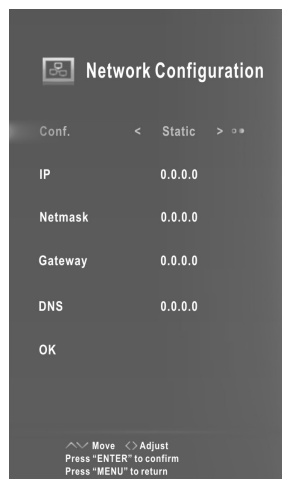 Network Configuration
Conf. < Static >
IP 0.0.0.0
Netmask 0.0.0.0
Gateway 0.0.0.0
DNS 0.0.0.0
OK
Move <> Adjust
Press “ENTER” to confirm
Press “MENU” to return